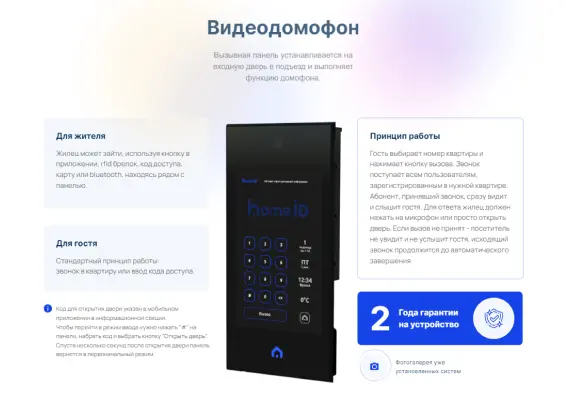 Видеодомофон
Вызывная панель устанавливается на
входную дверь в подъезд и выполняет
функцию домофона.
Для жителя
Жилец может зайти, используя кнопку в
приложении, rfid брелок, код доступа,
карту или bluetooth, находясь рядом с
панелью.
Для гостя
Стандартный принцип работы-
звонок в квартиру или ввод кода доступа.
Код для открытия двери указан в мобильном
приложении в информационной секции.
Чтобы перейти в режим ввода нужно нажать "#" на
панели, набрать код и выбрать кнопку "Открыть дверь".
Спустя несколько секунд после открытия двери панель
вернется в первоначальный режим
home iD
1
2
3
4
5
6
7
8
9
0
1
ПТ
12:34
0°C
Вызов
Принцип работы
Гость выбирает номер квартиры и
нажимает кнопку вызова. Звонок
поступает всем пользователям,
зарегистрированным в нужной квартире.
Абонент, принявший звонок, сразу видит
и слышит гостя. Для ответа жилец должен
нежать на микрофон или просто открыть
дверь. Если вызов не принят - посетитель
не увидит и не услышит гостя, исходящий
звонок продолжится до автоматического
завершения
2
Года гарантии
на устройство
Фотогалерея уже
установленных систем